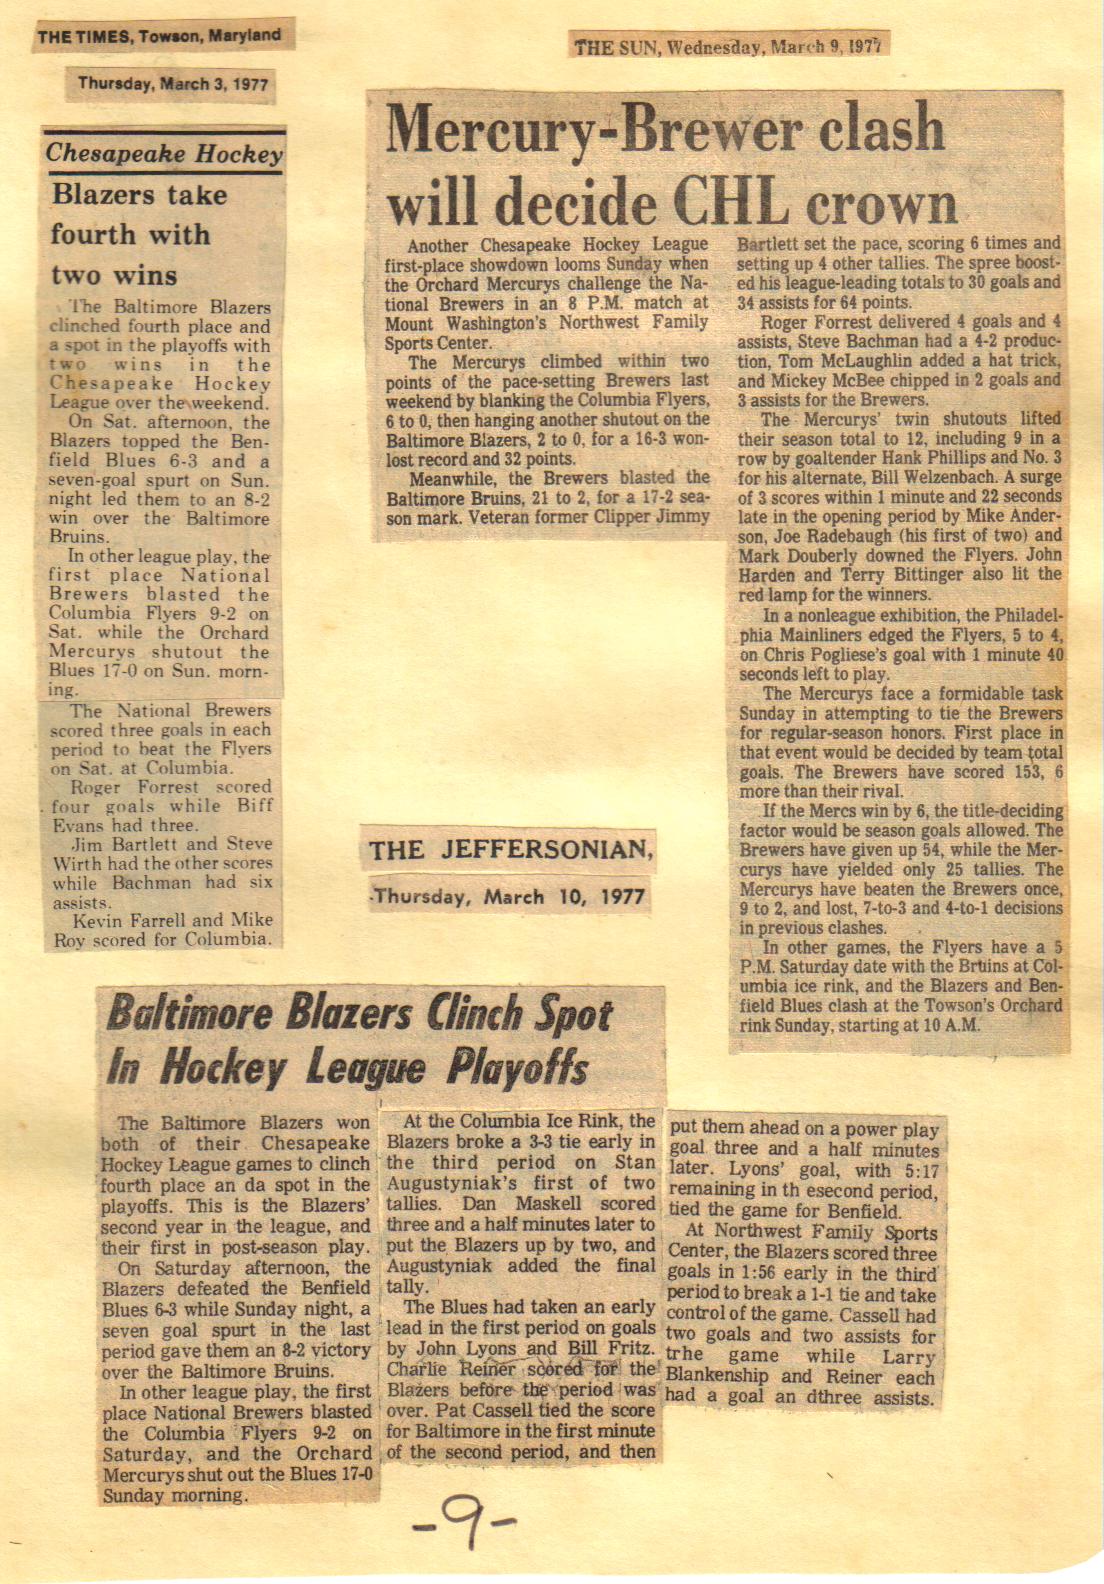 THE TIMES, Towson, Maryland
Thursday, March 3, 1977
Chesapeake Hockey
Blazers take
fourth with
two wins
The Baltimore Blazers
clinched fourth place and
a spot in the playoffs with
two wins in the
Chesapeake Hockey
League over the weekend.
On Sat. afternoon, the
Blazers topped the Ben-
field Blues 6-3 and a
seven-goal spurt on Sun.
night led them to an 8-2
win over the Baltimore
Bruins.
In other league play, the
first place National
Brewers blasted the
Columbia Flyers 9-2 on
Sat. while the Orchard
Mercurys shutout the
Blues 17-0 on Sun. morn-
ing.
The National Brewers
scored three goals in each
period to beat the Flyers
on Sat. at Columbia.
Roger Forrest scored
four goals while Biff
Evans had three.
Jim Bartlett and Steve
Wirth had the other scores
while Bachman had six
assists.
Kevin Farrell and Mike
Roy scored for Columbia.
THE SUN, Wednesday, March 9, 1977
Mercury-Brewer clash
will decide CHL crown
Another Chesapeake Hockey League
first-place showdown looms Sunday when
the Orchard Mercurys challenge the Na-
tional Brewers in an 8 P.M. match at
Mount Washington's Northwest Family
Sports Center.
The Mercurys climbed within two
points of the pace-setting Brewers last
weekend by blanking the Columbia Flyers,
6 to 0, then hanging another shutout on the
Baltimore Blazers, 2 to 0, for a 16-3 won-
lost record and 32 points.
Meanwhile, the Brewers blasted the
Baltimore Bruins, 21 to 2, for a 17-2 sea-
son mark. Veteran former Clipper Jimmy
Bartlett set the pace, scoring 6 times and
setting up 4 other tallies. The spree boost-
ed his league-leading totals to 30 goals and
34 assists for 64 points.
Roger Forrest delivered 4 goals and 4
assists, Steve Bachman had a 4-2 produc-
tion, Tom McLaughlin added a hat trick,
and Mickey McBee chipped in 2 goals and
3 assists for the Brewers.
The Mercurys' twin shutouts lifted
their season total to 12, including 9 in a
row by goaltender Hank Phillips and No. 3
for his alternate, Bill Welzenbach. A surge
of 3 scores within 1 minute and 22 seconds
late in the opening period by Mike Ander-
son, Joe Radebaugh (his first of two) and
Mark Douberly downed the Flyers. John
Harden and Terry Bittinger also lit the
red lamp for the winners.
In a nonleague exhibition, the Philadel-
phia Mainliners edged the Flyers, 5 to 4,
on Chris Pogliese's goal with 1 minute 40
seconds left to play.
The Mercurys face a formidable task
Sunday in attempting to tie the Brewers
for regular-season honors. First place in
that event would be decided by team total
goals. The Brewers have scored 153, 6
more than their rival.
If the Mercs win by 6, the title-deciding
factor would be season goals allowed. The
Brewers have given up 54, while the Mer-
curys have yielded only 25 tallies. The
Mercurys have beaten the Brewers once,
9 to 2, and lost, 7-to-3 and 4-to-1 decisions
in previous clashes.
In other games, the Flyers have a 5
P.M. Saturday date with the Bruins at Col-
umbia ice rink, and the Blazers and Ben-
field Blues clash at the Towson's Orchard
rink Sunday, starting at 10 A.M.
THE JEFFERSONIAN,
Thursday, March 10, 1977
Baltimore Blazers Clinch Spot
In Hockey League Playoffs
The Baltimore Blazers won
both of their Chesapeake
Hockey League games to clinch
fourth place an da spot in the
playoffs. This is the Blazers'
second year in the league, and
their first in post-season play.
On Saturday afternoon, the
Blazers defeated the Benfield
Blues 6-3 while Sunday night, a
seven goal spurt in the last
period gave them an 8-2 victory
over the Baltimore Bruins.
In other league play, the first
place National Brewers blasted
the Columbia Flyers 9-2 on
Saturday, and the Orchard
Mercurys shut out the Blues 17-0
Sunday morning.
At the Columbia Ice Rink, the
Blazers broke a 3-3 tie early in
the third period on Stan
Augustyniak's first of two
tallies. Dan Maskell scored
three and a half minutes later to
put the Blazers up by two, and
Augustyniak added the final
tally.
The Blues had taken an early
lead in the first period on goals
by John Lyons and Bill Fritz.
Charlie Reiner scored for the
Blazers before the period was
over. Pat Cassell tied the score
for Baltimore in the first minute
of the second period, and then
put them ahead on a power play
goal three and a half minutes
later. Lyons' goal, with 5:17
remaining in th esecond period,
tied the game for Benfield.
At Northwest Family Sports
Center, the Blazers scored three
goals in 1:56 early in the third
period to break a 1-1 tie and take
control of the game. Cassell had
two goals and two assists for
trhe game while Larry
Blankenship and Reiner each
had a goal an dthree assists.
-9-